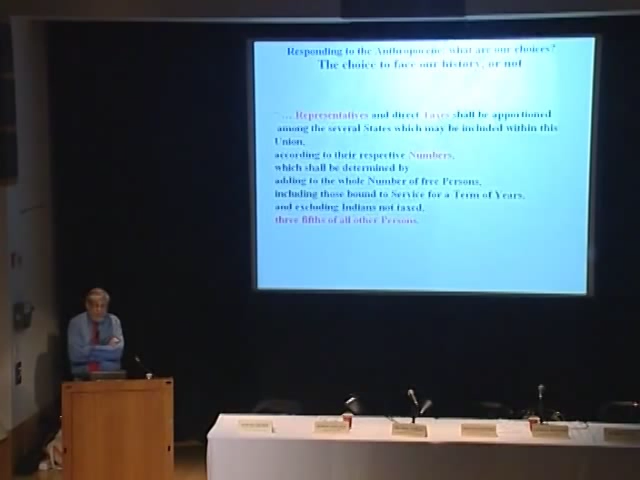 Responding to the Anthropocene: what are our choices?
The choice to face our history, or not
"… Representatives and direct Taxes shall be apportioned
among the several States which may be included within this
Union,
according to their respective Numbers,
which shall be determined by
adding to the whole Number of free Persons,
including those bound to Service for a Term of Years,
and excluding Indians not taxed,
three fifths of all other Persons.